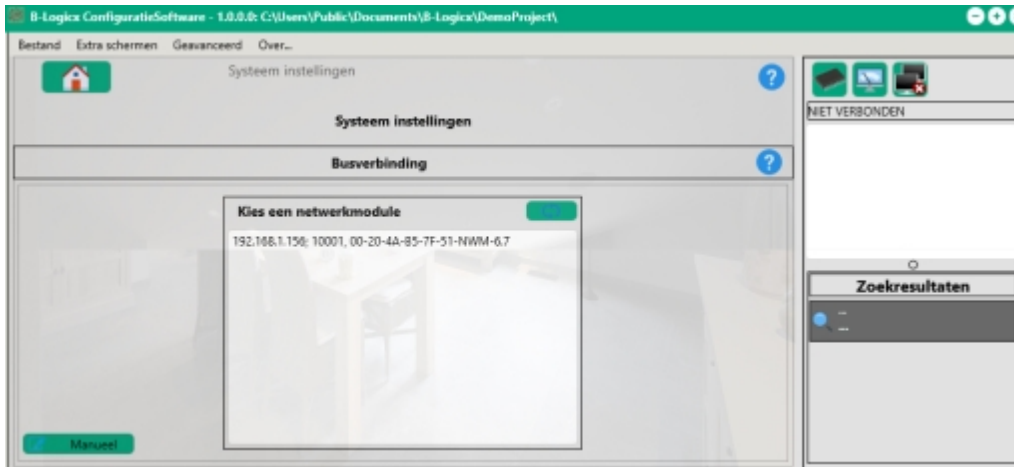 B-Logicx ConfiguratieSoftware - 1.0.0.0: C:\Users\Public\Documents\B-Logicx\DemoProject\
Bestand Extra schermen Geavanceerd Over...
Systeem instellingen
Systeem instellingen
Busverbinding
Kies een netwerkmodule
192.168.1.156; 10001, 00-20-4A-B5-7F-51-NWM-6.7
Manueel
NIET VERBONDEN
Zoekresultaten
...
...